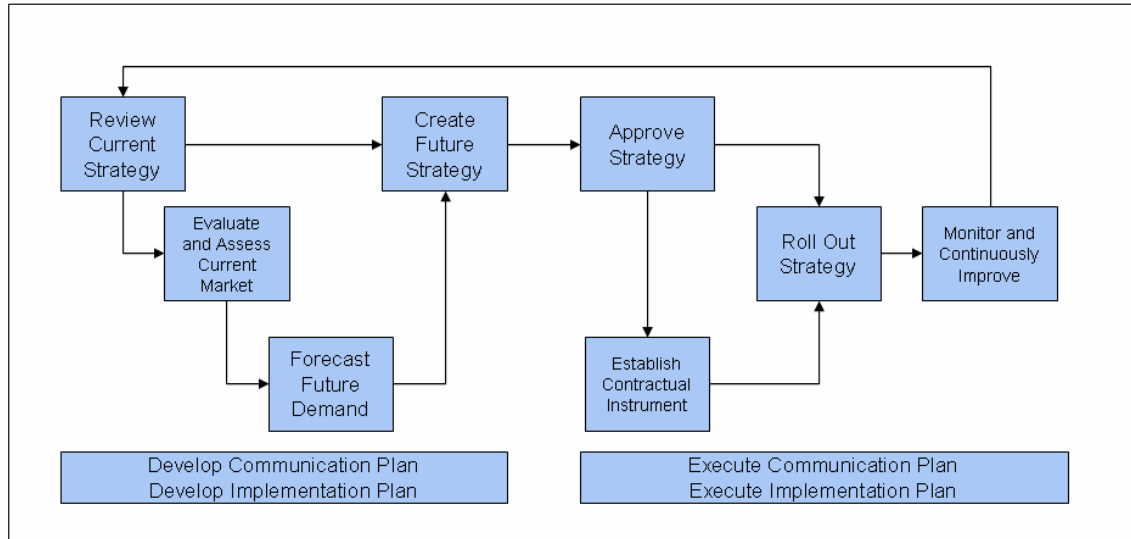 Review
Current
Strategy
Create
Future
Strategy
Approve
Strategy
Evaluate
and Assess
Current
Market
Roll Out
Strategy
Monitor and
Continuously
Improve
Forecast
Future
Demand
Establish
Contractual
Instrument
Develop Communication Plan
Develop Implementation Plan
Execute Communication Plan
Execute Implementation Plan